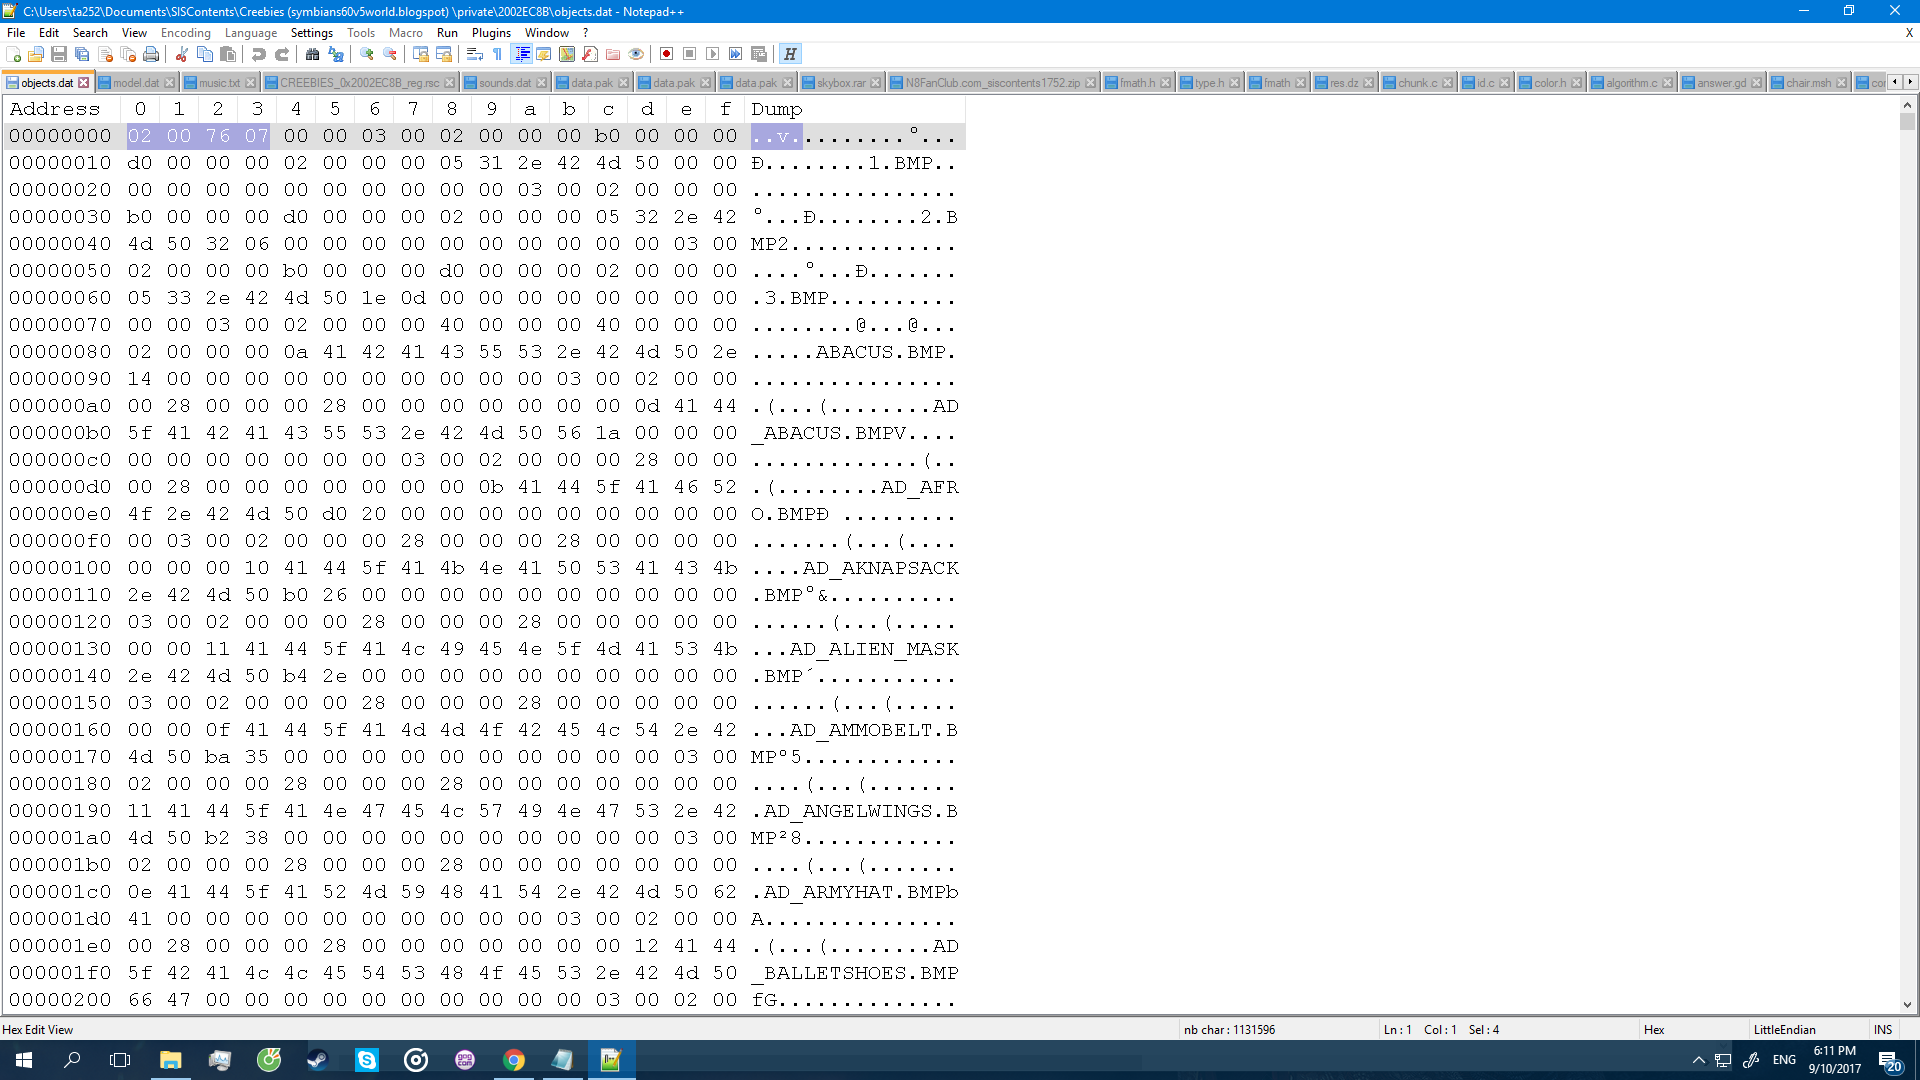 C:\Users\ta252\Documents\SISContents\Creebies (symbians60v5world.blogspot) \private\2002EC8B\objects.dat - Notepad++
File Edit Search View Encoding Language Settings Tools Macro Run Plugins Window ? X
objects.dat model.dat music.txt CREEBIES_0x2002EC8B_reg.rsc sounds.dat data.pak data.pak data.pak skybox.rar N8FanClub.com_siscontents1752.zip fmath.h type.h fmath res.dz chunk.c id.c color.h algorithm.c answer.gd chair.msh
Address 0 1 2 3 4 5 6 7 8 9 a b c d e f Dump
00000000 02 00 76 07 00 00 03 00 02 00 00 00 b0 00 00 00 ..v.........°...
00000010 d0 00 00 00 02 00 00 00 05 31 2e 42 4d 50 00 00 Ð........1.BMP..
00000020 00 00 00 00 00 00 00 00 00 00 03 00 02 00 00 00 ................
00000030 b0 00 00 00 d0 00 00 00 02 00 00 00 05 32 2e 42 °...Ð........2.B
00000040 4d 50 32 06 00 00 00 00 00 00 00 00 00 00 03 00 MP2.............
00000050 02 00 00 00 b0 00 00 00 d0 00 00 00 02 00 00 00 ....°...Ð.......
00000060 05 33 2e 42 4d 50 1e 0d 00 00 00 00 00 00 00 00 .3.BMP..........
00000070 00 00 03 00 02 00 00 00 40 00 00 00 40 00 00 00 ........@...@...
00000080 02 00 00 00 0a 41 42 41 43 55 53 2e 42 4d 50 2e .....ABACUS.BMP.
00000090 14 00 00 00 00 00 00 00 00 00 00 03 00 02 00 00 ................
000000a0 00 28 00 00 00 28 00 00 00 00 00 00 00 0d 41 44 .(...(........AD
000000b0 5f 41 42 41 43 55 53 2e 42 4d 50 56 1a 00 00 00 _ABACUS.BMPV....
000000c0 00 00 00 00 00 00 00 03 00 02 00 00 00 28 00 00 .............(..
000000d0 00 28 00 00 00 00 00 00 00 0b 41 44 5f 41 46 52 .(........AD_AFR
000000e0 4f 2e 42 4d 50 d0 20 00 00 00 00 00 00 00 00 00 O.BMPÐ .........
000000f0 00 03 00 02 00 00 00 28 00 00 00 28 00 00 00 00 .......(...(....
00000100 00 00 00 10 41 44 5f 41 4b 4e 41 50 53 41 43 4b ....AD_AKNAPSACK
00000110 2e 42 4d 50 b0 26 00 00 00 00 00 00 00 00 00 00 .BMP°&..........
00000120 03 00 02 00 00 00 28 00 00 00 28 00 00 00 00 00 ......(...(.....
00000130 00 00 11 41 44 5f 41 4c 49 45 4e 5f 4d 41 53 4b ...AD_ALIEN_MASK
00000140 2e 42 4d 50 b4 2e 00 00 00 00 00 00 00 00 00 00 .BMP´...........
00000150 03 00 02 00 00 00 28 00 00 00 28 00 00 00 00 00 ......(...(.....
00000160 00 00 0f 41 44 5f 41 4d 4d 4f 42 45 4c 54 2e 42 ...AD_AMMOBELT.B
00000170 4d 50 ba 35 00 00 00 00 00 00 00 00 00 00 03 00 MPº5............
00000180 02 00 00 00 28 00 00 00 28 00 00 00 00 00 00 00 ....(...(.......
00000190 11 41 44 5f 41 4e 47 45 4c 57 49 4e 47 53 2e 42 .AD_ANGELWINGS.B
000001a0 4d 50 b2 38 00 00 00 00 00 00 00 00 00 00 03 00 MP²8............
000001b0 02 00 00 00 28 00 00 00 28 00 00 00 00 00 00 00 ....(...(.......
000001c0 0e 41 44 5f 41 52 4d 59 48 41 54 2e 42 4d 50 62 .AD_ARMYHAT.BMPb
000001d0 41 00 00 00 00 00 00 00 00 00 00 03 00 02 00 00 A...............
000001e0 00 28 00 00 00 28 00 00 00 00 00 00 00 12 41 44 .(...(........AD
000001f0 5f 42 41 4c 4c 45 54 53 48 4f 45 53 2e 42 4d 50 _BALLETSHOES.BMP
00000200 66 47 00 00 00 00 00 00 00 00 00 00 03 00 02 00 fG..............
Hex Edit View nb char : 1131596 Ln : 1 Col : 1 Sel : 4 Hex LittleEndian INS
ENG 6:11 PM
9/10/2017 20